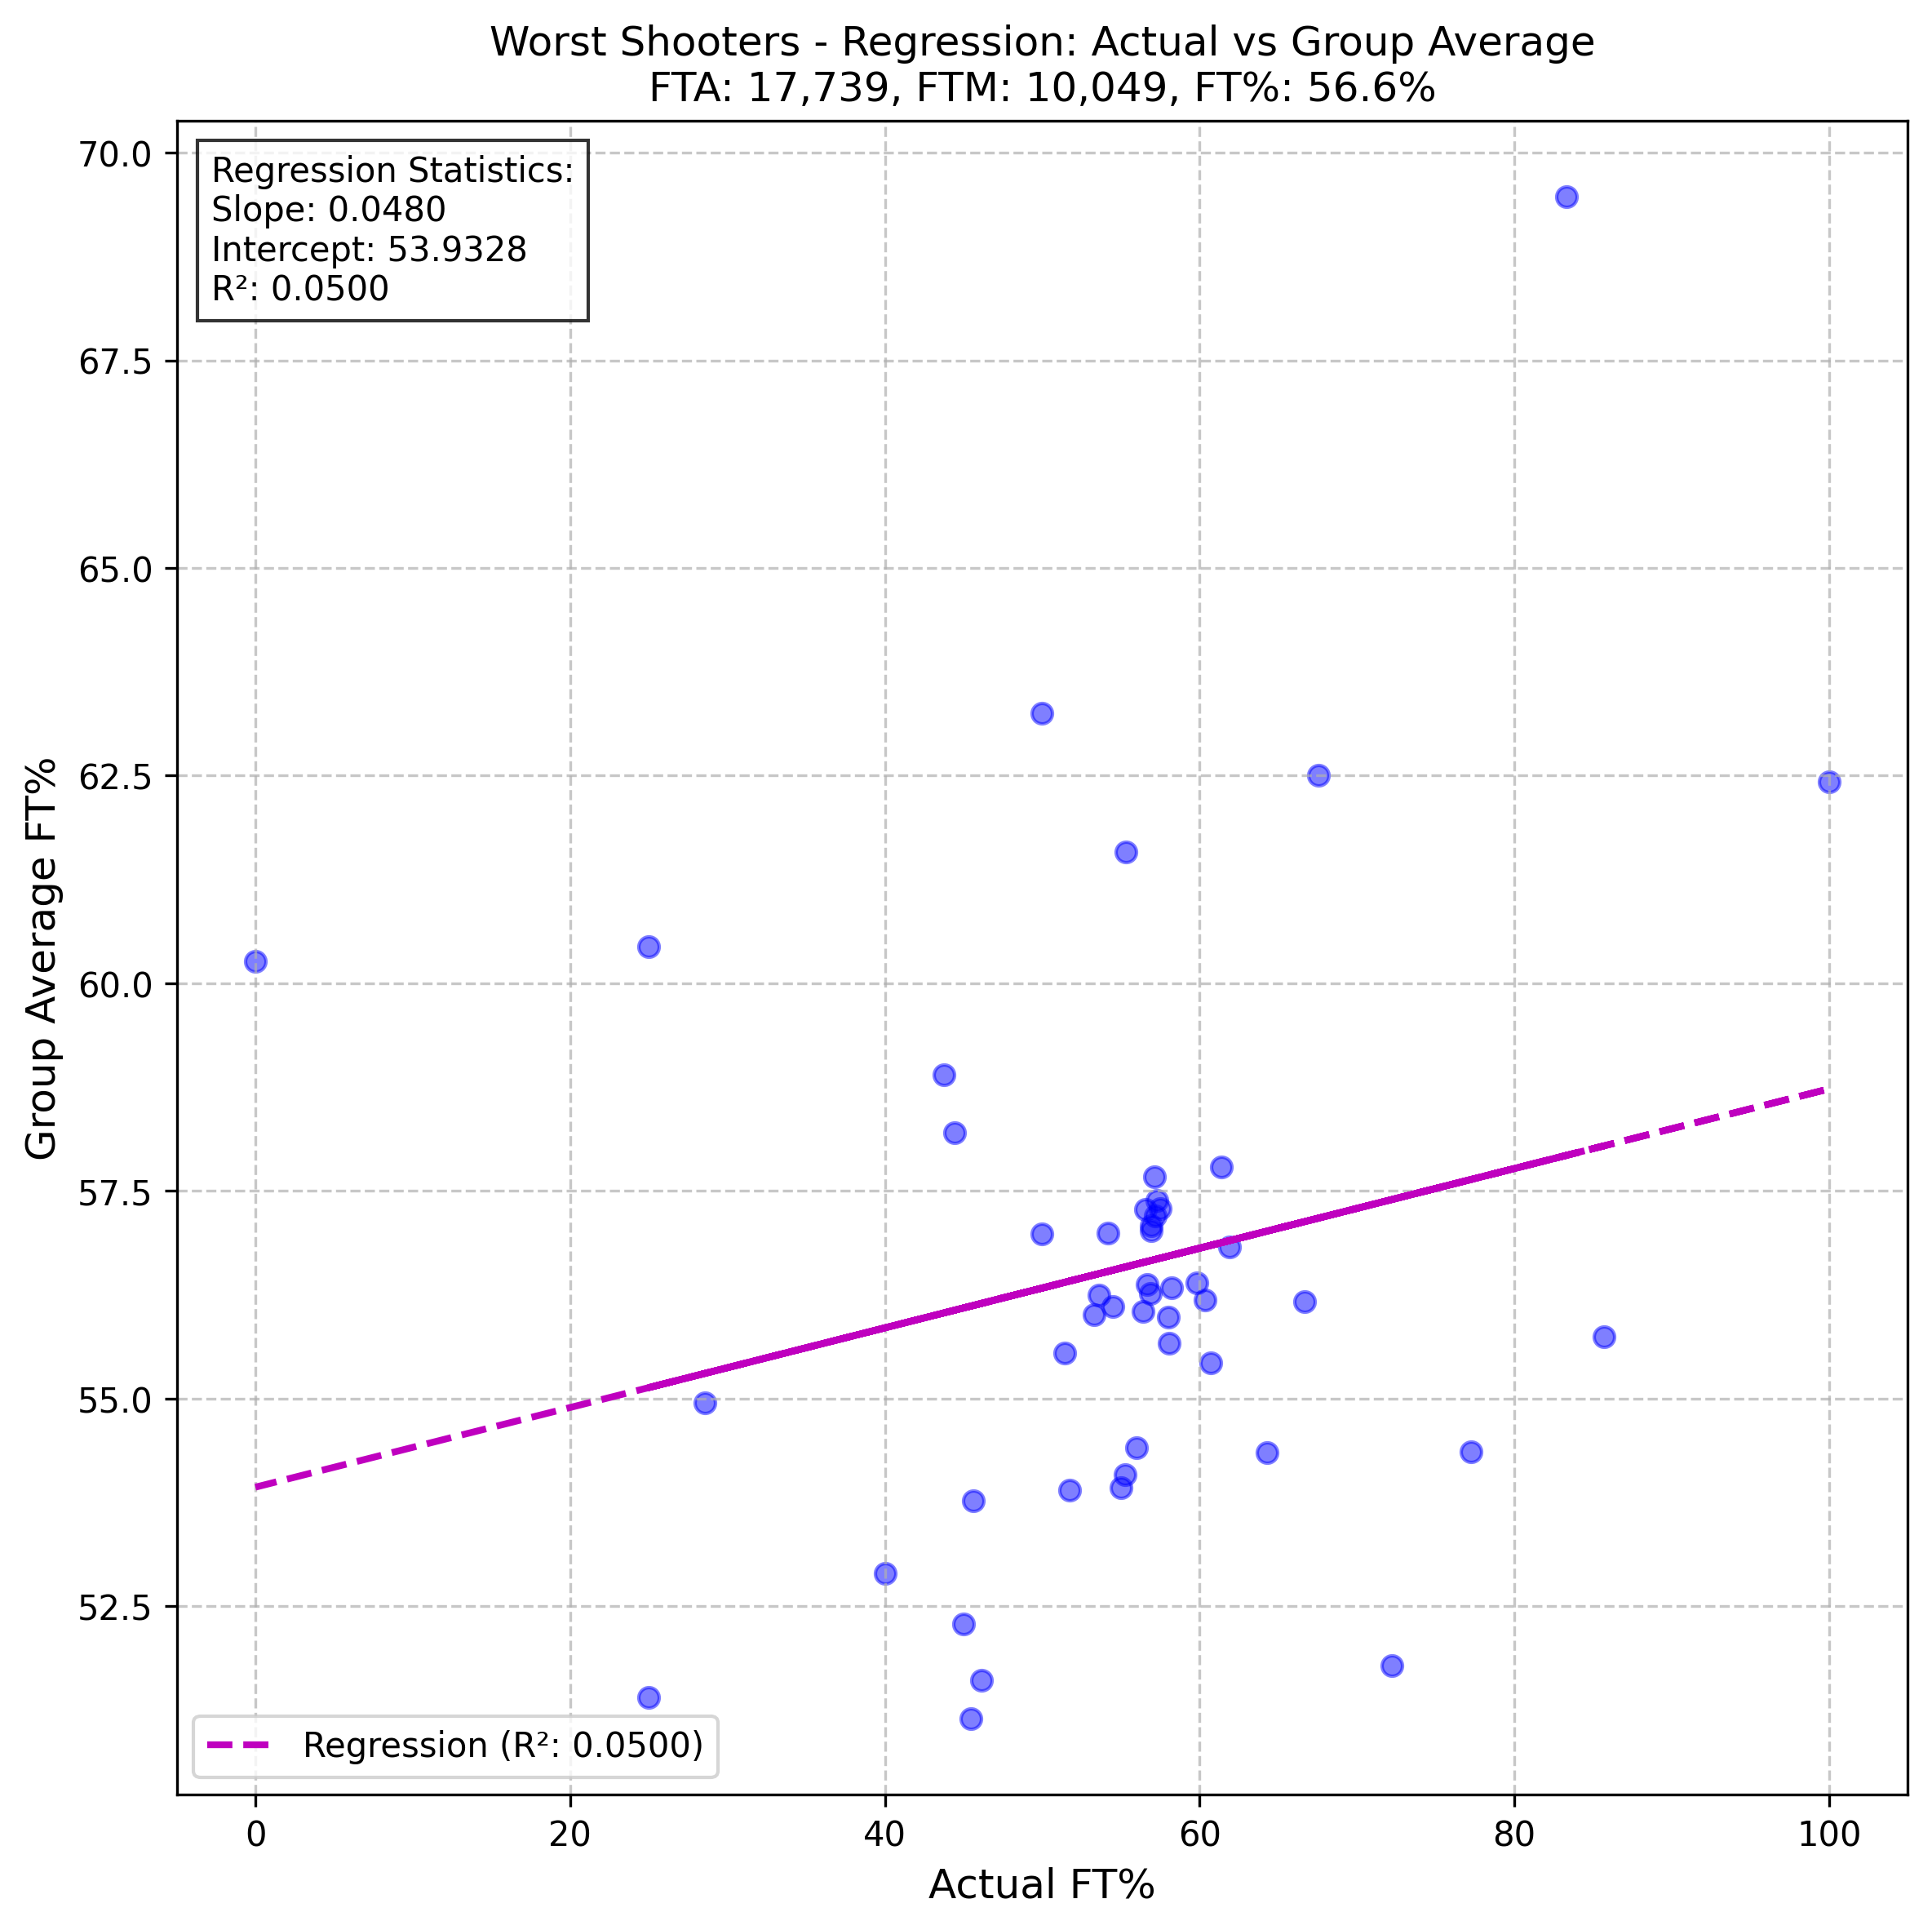 Worst Shooters - Regression: Actual vs Group Average
FTA: 17,739, FTM: 10,049, FT%: 56.6%
Regression Statistics:
Slope: 0.0480
Intercept: 53.9328
R²: 0.0500
Group Average FT%
70.0
67.5
65.0
62.5
60.0
57.5
55.0
52.5
Regression (R²: 0.0500)
0 20 40 60 80 100
Actual FT%